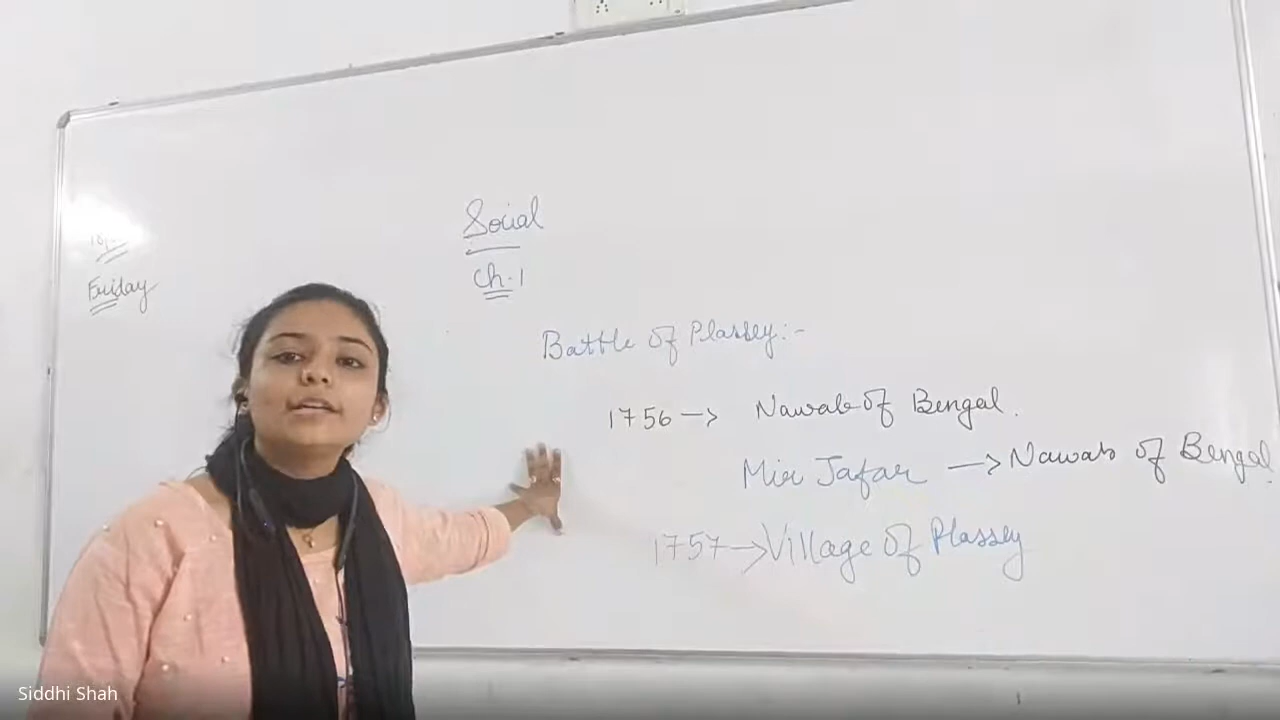 Friday
Social
Ch-1
Battle of Plassey:-
1756 -> Nawab of Bengal.
Mir Jafar -> Nawab of Bengal.
1757 -> Village of Plassey
Siddhi Shah